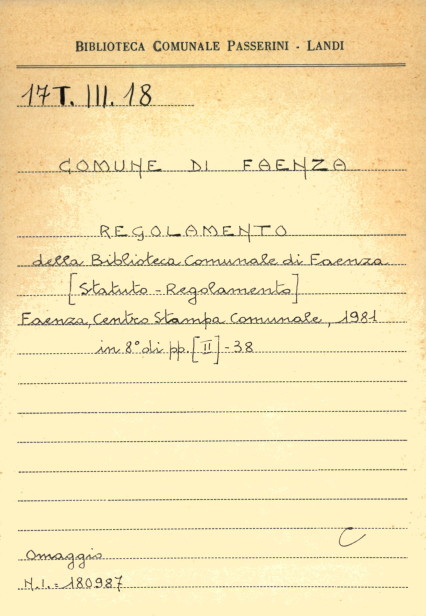 BIBLIOTECA COMUNALE PASSERINI - LANDI
17T. III. 18
COMUNE DI FAENZA
REGOLAMENTO
della Biblioteca Comunale di Faenza
[Statuto - Regolamento]
Faenza, Centro Stampa Comunale, 1981
in 8° di pp. [II] - 38
C
Omaggio
N.I. = 180987